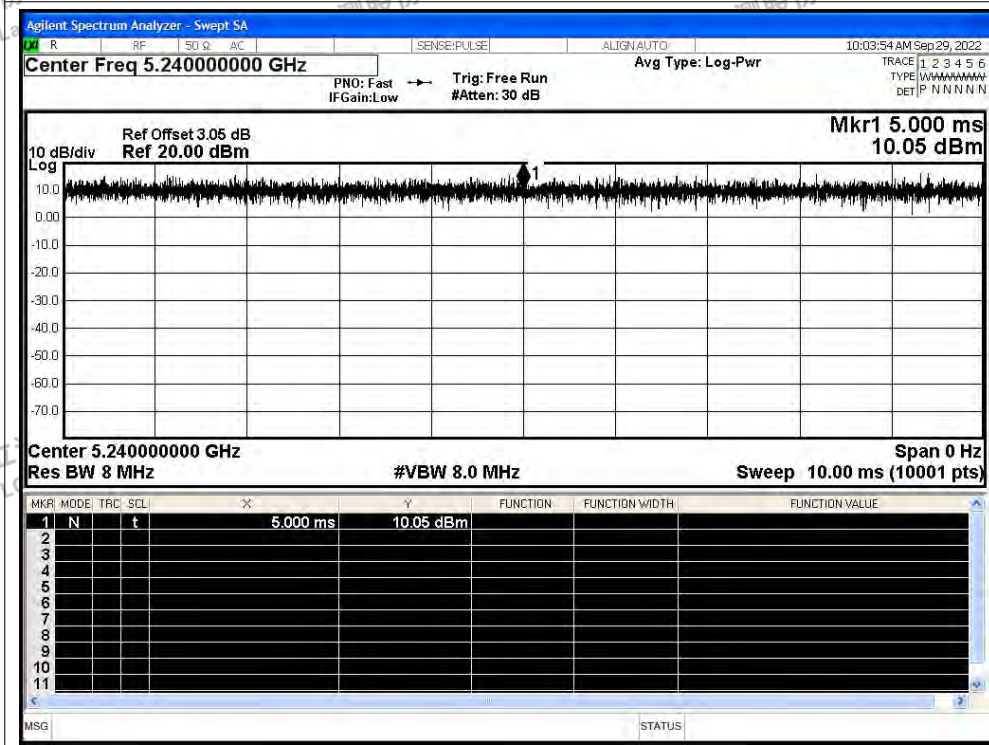 Agilent Spectrum Analyzer - Swept SA
R RF 50 Ω AC SENSE:PULSE ALIGN AUTO 10:03:54 AM Sep 29, 2022
Center Freq 5.240000000 GHz Avg Type: Log-Pwr TRACE 1 2 3 4 5 6
PNO: Fast Trig: Free Run TYPE
IFGain:Low #Atten: 30 dB DET P N N N N N
Mkr1 5.000 ms
Ref Offset 3.05 dB
10 dB/div Ref 20.00 dBm 10.05 dBm
Log
1
10.0
0.00
-10.0
-20.0
-30.0
-40.0
-50.0
-60.0
-70.0
Center 5.240000000 GHz Span 0 Hz
Res BW 8 MHz #VBW 8.0 MHz Sweep 10.00 ms (10001 pts)
MKR MODE TRC SCL X Y FUNCTION FUNCTION WIDTH FUNCTION VALUE
1 N t 5.000 ms 10.05 dBm
2
3
4
5
6
7
8
9
10
11
MSG STATUS